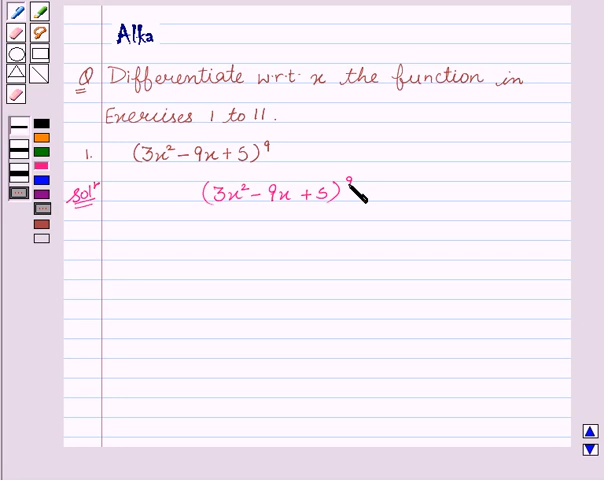 Alka
Q Differentiate w.r.t. x the function in
Exercises 1 to 11.
1. (3x² - 9x + 5)⁹
Solⁿ (3x² - 9x + 5)⁹